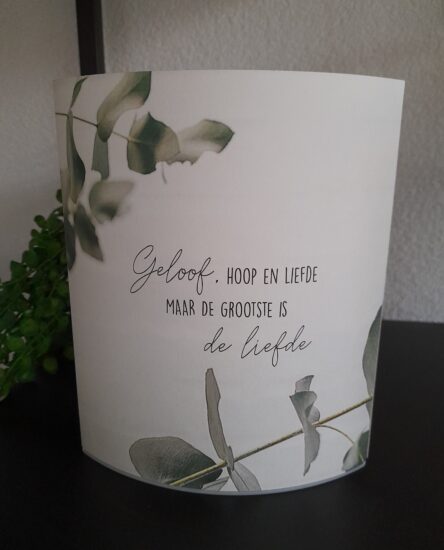 Geloof, HOOP EN LIEFDE
MAAR DE GROOTSTE IS
de liefde